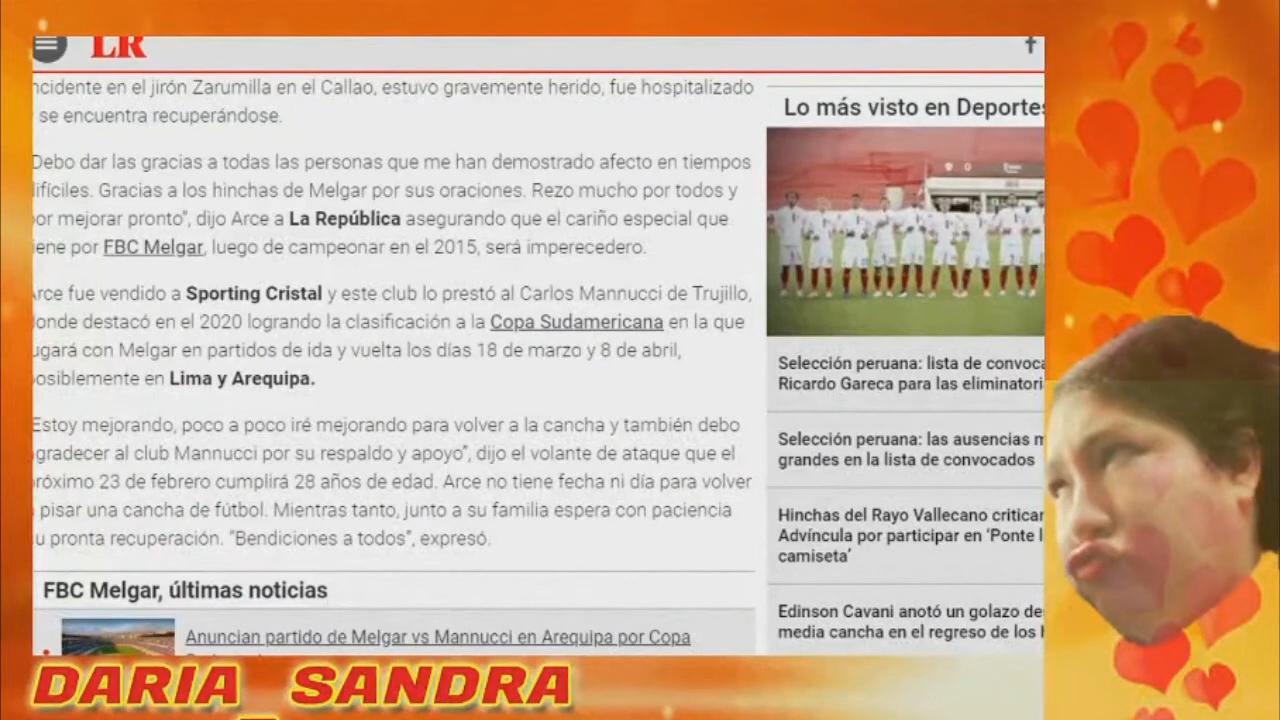 LR
ncidente en el jirón Zarumilla en el Callao, estuvo gravemente herido, fue hospitalizado
se encuentra recuperándose.
Debo dar las gracias a todas las personas que me han demostrado afecto en tiempos
difíciles. Gracias a los hinchas de Melgar por sus oraciones. Rezo mucho por todos y
por mejorar pronto”, dijo Arce a La República asegurando que el cariño especial que
iene por FBC Melgar, luego de campeonar en el 2015, será imperecedero.
Arce fue vendido a Sporting Cristal y este club lo prestó al Carlos Mannucci de Trujillo,
donde destacó en el 2020 logrando la clasificación a la Copa Sudamericana en la que
ugará con Melgar en partidos de ida y vuelta los días 18 de marzo y 8 de abril,
posiblemente en Lima y Arequipa.
Estoy mejorando, poco a poco iré mejorando para volver a la cancha y también debo
agradecer al club Mannucci por su respaldo y apoyo”, dijo el volante de ataque que el
próximo 23 de febrero cumplirá 28 años de edad. Arce no tiene fecha ni día para volver
pisar una cancha de fútbol. Mientras tanto, junto a su familia espera con paciencia
u pronta recuperación. “Bendiciones a todos”, expresó.
FBC Melgar, últimas noticias
Anuncian partido de Melgar vs Mannucci en Arequipa por Copa
Lo más visto en Deportes
Selección peruana: lista de convoca
Ricardo Gareca para las eliminatori
Selección peruana: las ausencias m
grandes en la lista de convocados
Hinchas del Rayo Vallecano critican
Advíncula por participar en ‘Ponte l
camiseta’
Edinson Cavani anotó un golazo de
media cancha en el regreso de los h
DARIA SANDRA